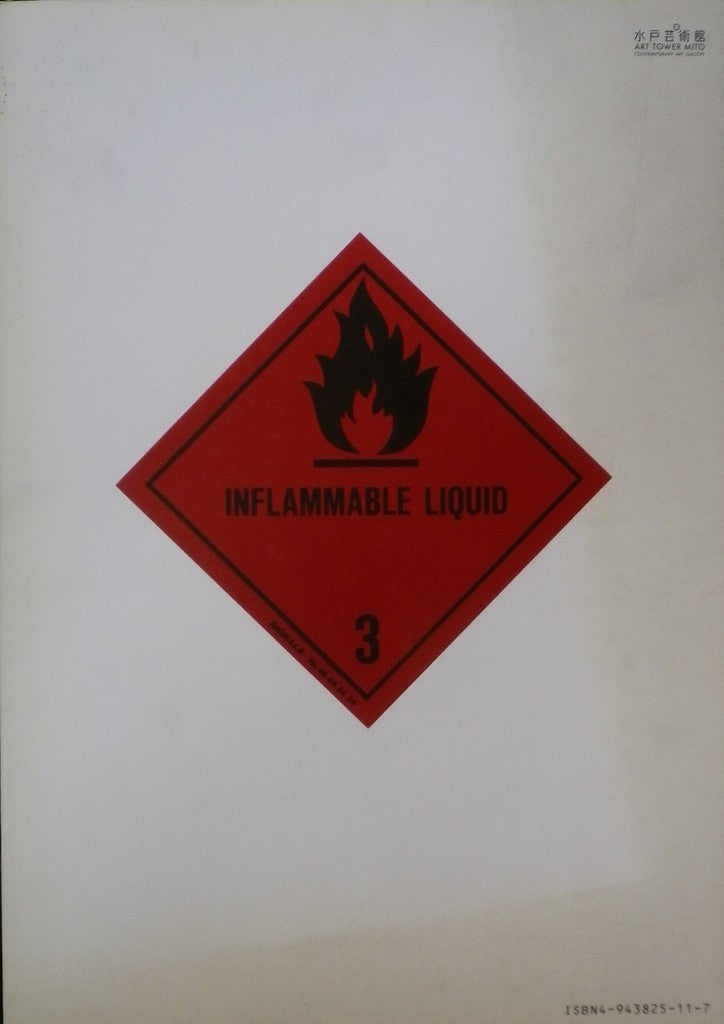 水戸芸術館
ART TOWER MITO
CONTEMPORARY ART GALLERY
INFLAMMABLE LIQUID
3
ISBN4-943825-11-7